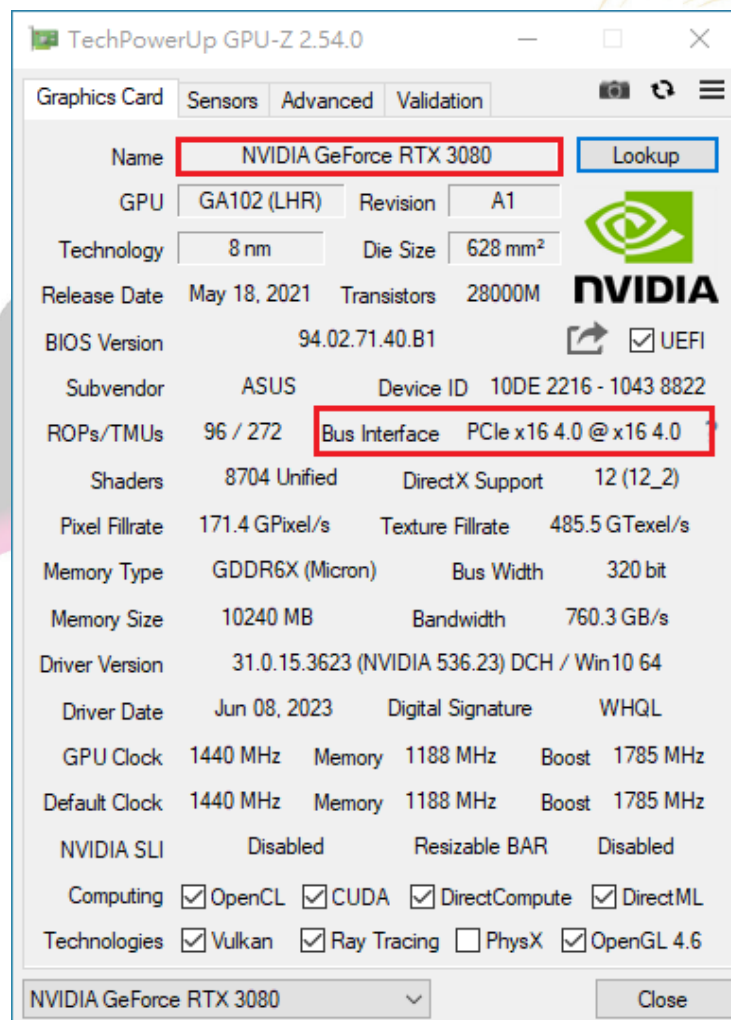 TechPowerUp GPU-Z 2.54.0
Graphics Card Sensors Advanced Validation
Name NVIDIA GeForce RTX 3080 Lookup
GPU GA102 (LHR) Revision A1
Technology 8 nm Die Size 628 mm²
NVIDIA
Release Date May 18, 2021 Transistors 28000M
BIOS Version 94.02.71.40.B1 UEFI
Subvendor ASUS Device ID 10DE 2216 - 1043 8822
ROPs/TMUs 96 / 272 Bus Interface PCIe x16 4.0 @ x16 4.0 ?
Shaders 8704 Unified DirectX Support 12 (12_2)
Pixel Fillrate 171.4 GPixel/s Texture Fillrate 485.5 GTexel/s
Memory Type GDDR6X (Micron) Bus Width 320 bit
Memory Size 10240 MB Bandwidth 760.3 GB/s
Driver Version 31.0.15.3623 (NVIDIA 536.23) DCH / Win10 64
Driver Date Jun 08, 2023 Digital Signature WHQL
GPU Clock 1440 MHz Memory 1188 MHz Boost 1785 MHz
Default Clock 1440 MHz Memory 1188 MHz Boost 1785 MHz
NVIDIA SLI Disabled Resizable BAR Disabled
Computing OpenCL CUDA DirectCompute DirectML
Technologies Vulkan Ray Tracing PhysX OpenGL 4.6
NVIDIA GeForce RTX 3080 Close